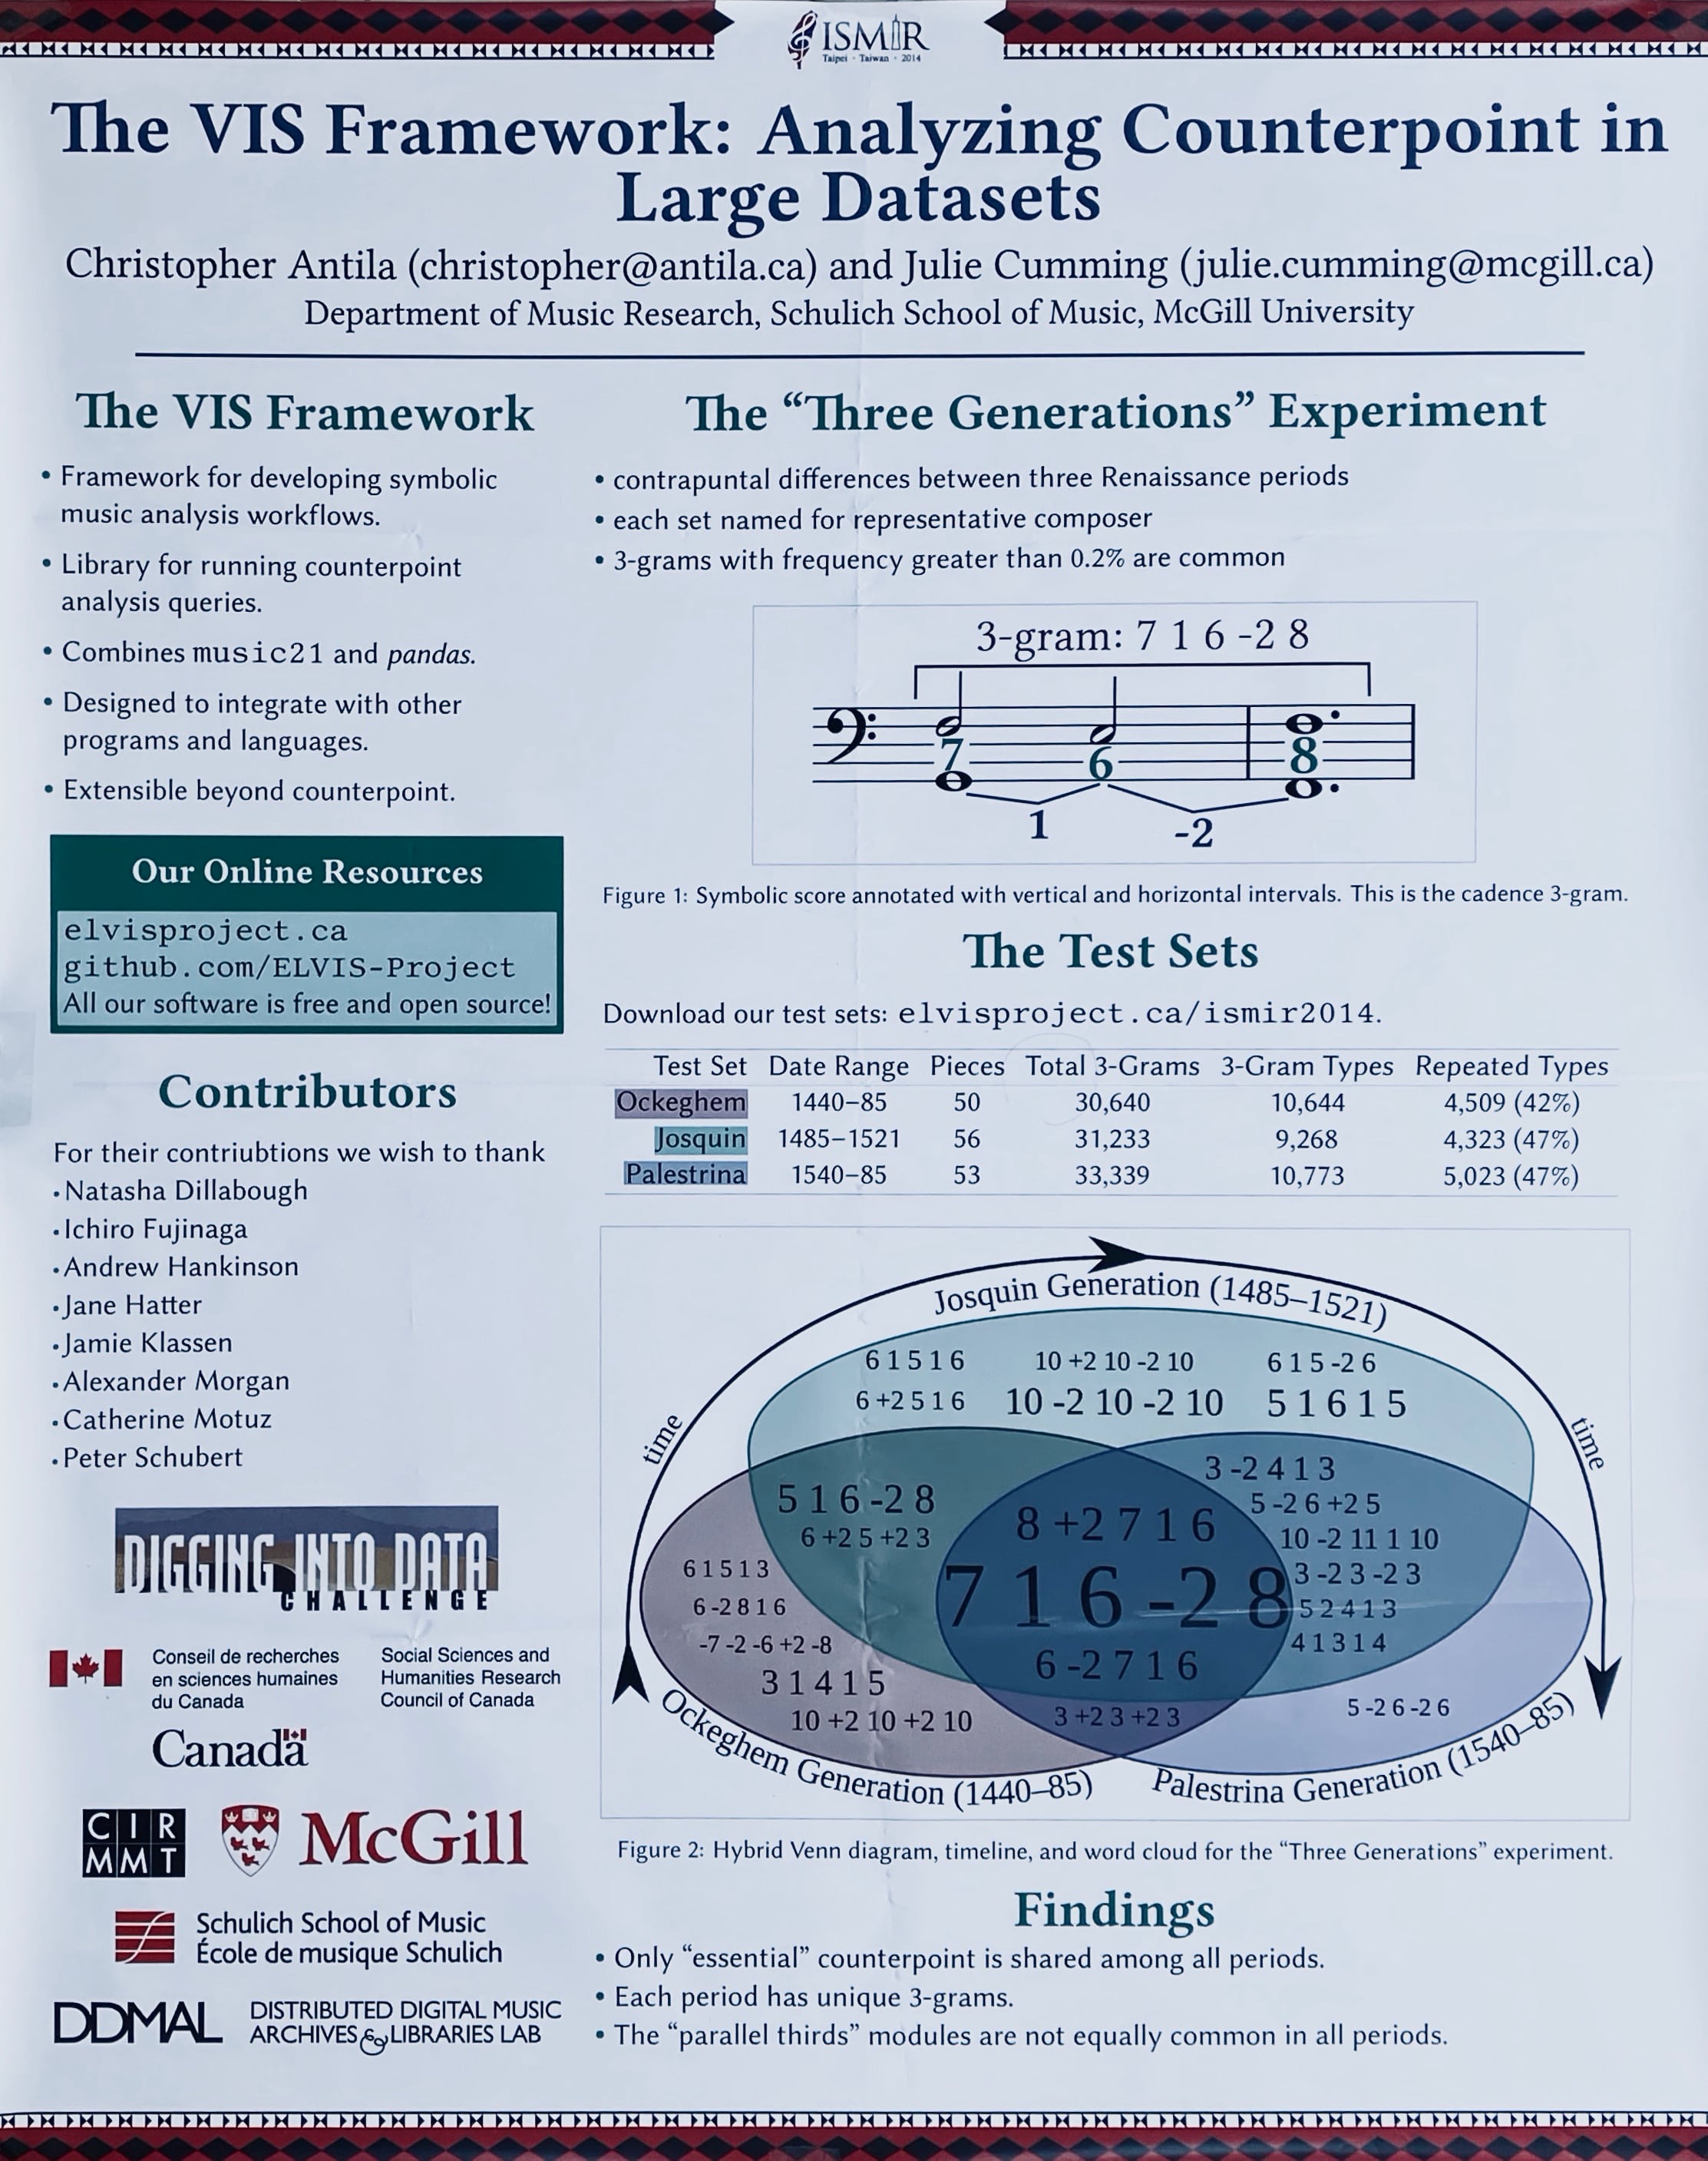 ISMIR
Taipei · Taiwan · 2014
The VIS Framework: Analyzing Counterpoint in
Large Datasets
Christopher Antila (christopher@antila.ca) and Julie Cumming (julie.cumming@mcgill.ca)
Department of Music Research, Schulich School of Music, McGill University
The VIS Framework
• Framework for developing symbolic
music analysis workflows.
• Library for running counterpoint
analysis queries.
• Combines music21 and pandas.
• Designed to integrate with other
programs and languages.
• Extensible beyond counterpoint.
Our Online Resources
elvisproject.ca
github.com/ELVIS-Project
All our software is free and open source!
Contributors
For their contriubtions we wish to thank
• Natasha Dillabough
• Ichiro Fujinaga
• Andrew Hankinson
• Jane Hatter
• Jamie Klassen
• Alexander Morgan
• Catherine Motuz
• Peter Schubert
DIGGING INTO DATA
CHALLENGE
Conseil de recherches
en sciences humaines
du Canada
Social Sciences and
Humanities Research
Council of Canada
Canada
CIR
MMT
McGill
Schulich School of Music
École de musique Schulich
DDMAL
DISTRIBUTED DIGITAL MUSIC
ARCHIVES & LIBRARIES LAB
The “Three Generations” Experiment
• contrapuntal differences between three Renaissance periods
• each set named for representative composer
• 3-grams with frequency greater than 0.2% are common
3-gram: 7 1 6 -2 8
7 6 8
1 -2
Figure 1: Symbolic score annotated with vertical and horizontal intervals. This is the cadence 3-gram.
The Test Sets
Download our test sets: elvisproject.ca/ismir2014.
Test Set Date Range Pieces Total 3-Grams 3-Gram Types Repeated Types
Ockeghem 1440–85 50 30,640 10,644 4,509 (42%)
Josquin 1485–1521 56 31,233 9,268 4,323 (47%)
Palestrina 1540–85 53 33,339 10,773 5,023 (47%)
Josquin Generation (1485–1521)
time
time
6 1 5 1 6 10 +2 10 -2 10 6 1 5 -2 6
6 +2 5 1 6 10 -2 10 -2 10 5 1 6 1 5
5 1 6 -2 8
6 +2 5 +2 3
8 +2 7 1 6
7 1 6 -2 8
6 -2 7 1 6
3 -2 4 1 3
5 -2 6 +2 5
10 -2 11 1 10
3 -2 3 -2 3
5 2 4 1 3
4 1 3 1 4
6 1 5 1 3
6 -2 8 1 6
-7 -2 -6 +2 -8
3 1 4 1 5
10 +2 10 +2 10
3 +2 3 +2 3
5 -2 6 -2 6
Ockeghem Generation (1440–85)
Palestrina Generation (1540–85)
Figure 2: Hybrid Venn diagram, timeline, and word cloud for the “Three Generations” experiment.
Findings
• Only “essential” counterpoint is shared among all periods.
• Each period has unique 3-grams.
• The “parallel thirds” modules are not equally common in all periods.